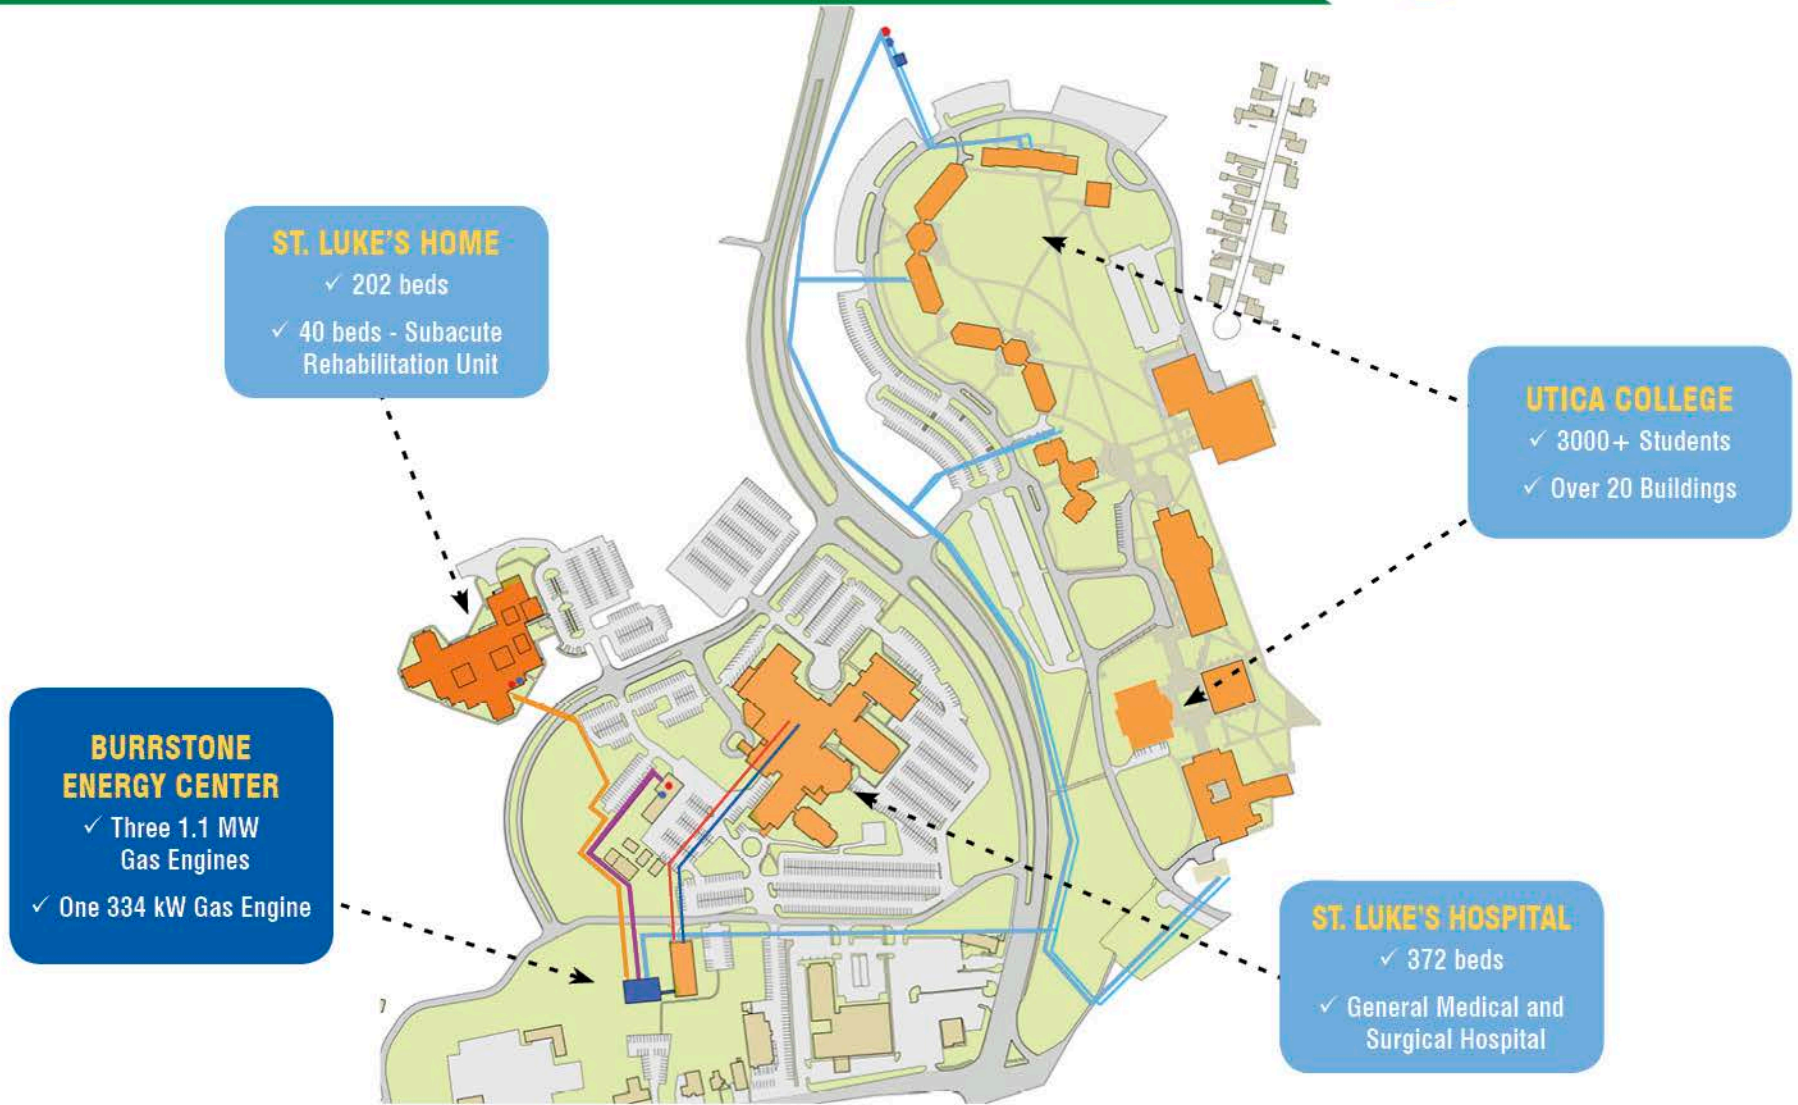 ST. LUKE'S HOME
✓ 202 beds
✓ 40 beds - Subacute
Rehabilitation Unit
UTICA COLLEGE
✓ 3000+ Students
✓ Over 20 Buildings
BURRSTONE
ENERGY CENTER
✓ Three 1.1 MW
Gas Engines
✓ One 334 kW Gas Engine
ST. LUKE'S HOSPITAL
✓ 372 beds
✓ General Medical and
Surgical Hospital